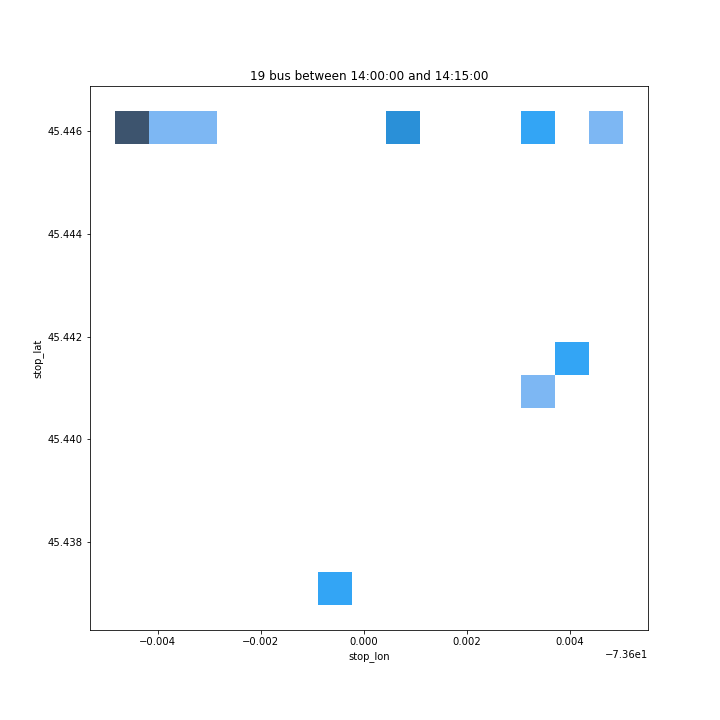 19 bus between 14:00:00 and 14:15:00
45.446
45.444
45.442
45.440
45.438
stop_lat
−0.004 −0.002 0.000 0.002 0.004
−7.36e1
stop_lon